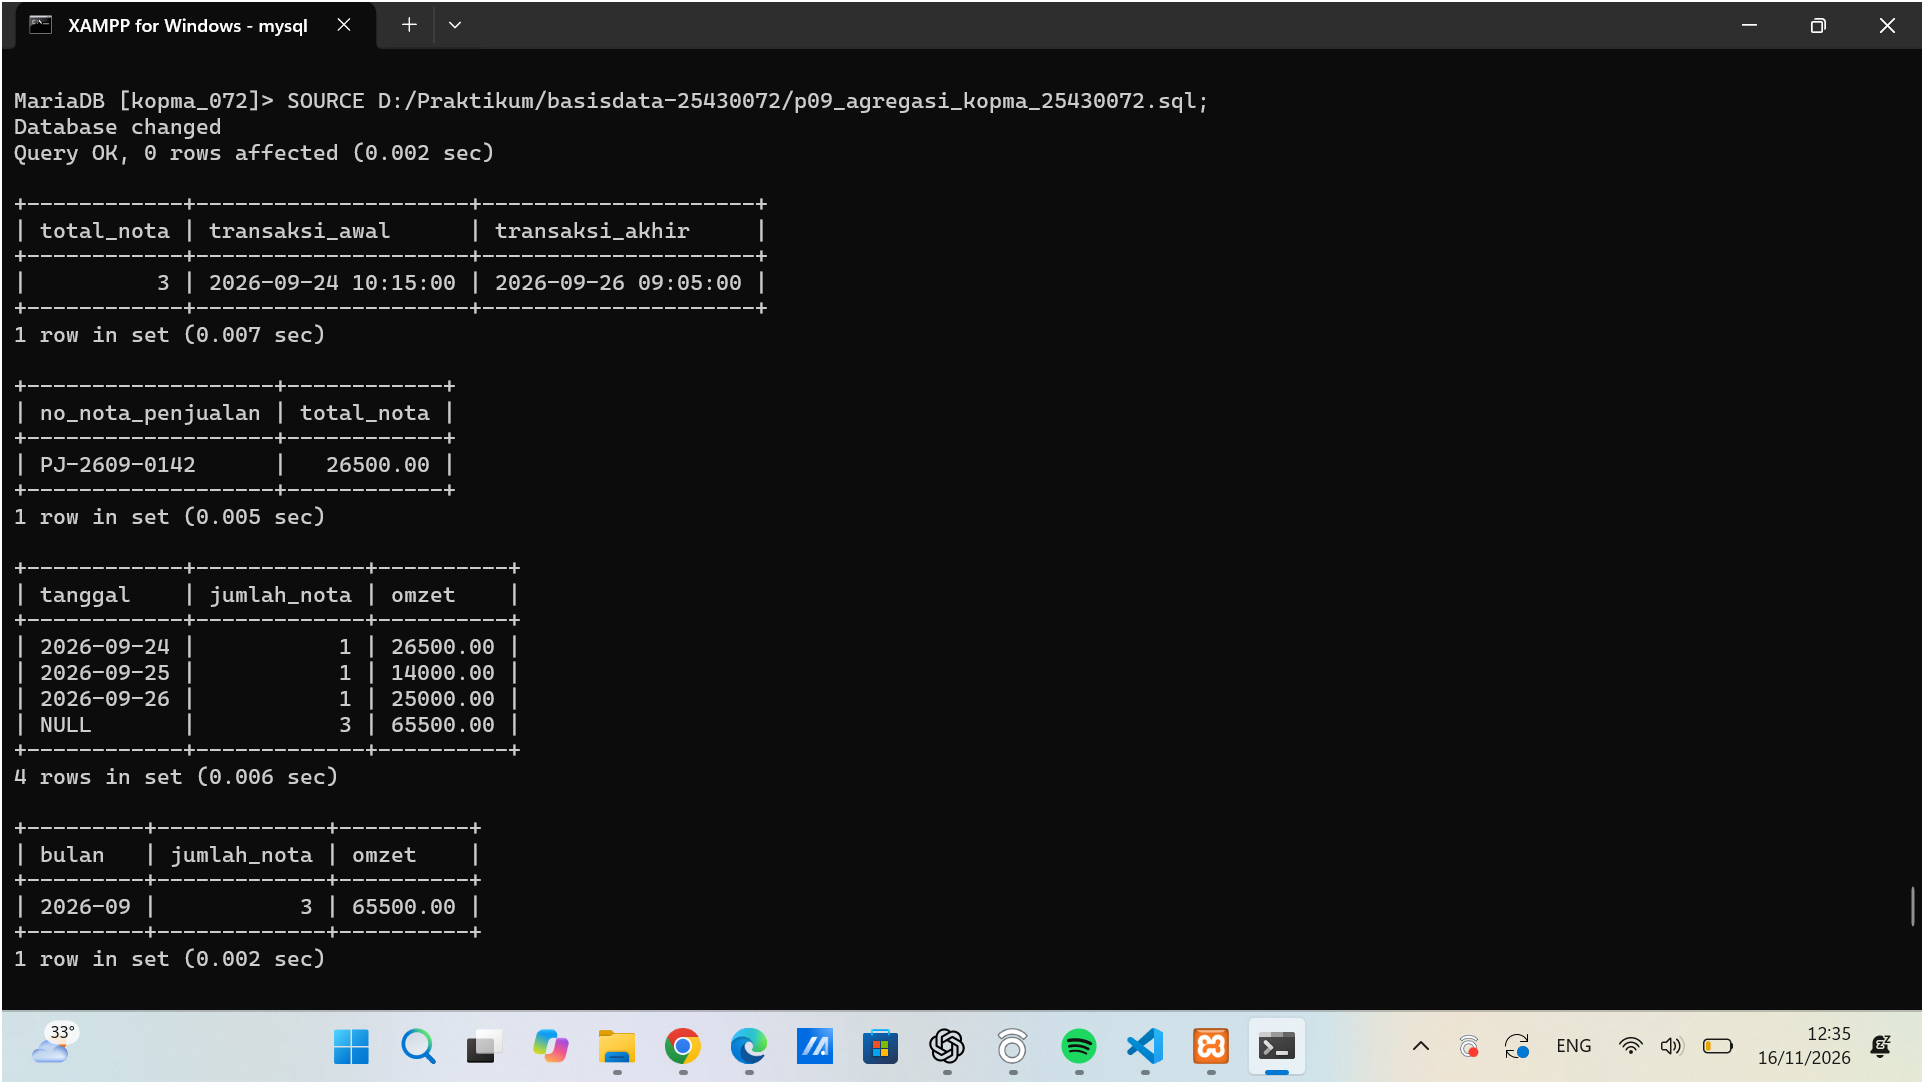 XAMPP for Windows - mysql
MariaDB [kopma_072]> SOURCE D:/Praktikum/basisdata-25430072/p09_agregasi_kopma_25430072.sql;
Database changed
Query OK, 0 rows affected (0.002 sec)
+------------+---------------------+---------------------+
| total_nota | transaksi_awal      | transaksi_akhir     |
+------------+---------------------+---------------------+
|          3 | 2026-09-24 10:15:00 | 2026-09-26 09:05:00 |
+------------+---------------------+---------------------+
1 row in set (0.007 sec)
+-------------------+------------+
| no_nota_penjualan | total_nota |
+-------------------+------------+
| PJ-2609-0142      |   26500.00 |
+-------------------+------------+
1 row in set (0.005 sec)
+------------+-------------+----------+
| tanggal    | jumlah_nota | omzet    |
+------------+-------------+----------+
| 2026-09-24 |           1 | 26500.00 |
| 2026-09-25 |           1 | 14000.00 |
| 2026-09-26 |           1 | 25000.00 |
| NULL       |           3 | 65500.00 |
+------------+-------------+----------+
4 rows in set (0.006 sec)
+---------+-------------+----------+
| bulan   | jumlah_nota | omzet    |
+---------+-------------+----------+
| 2026-09 |           3 | 65500.00 |
+---------+-------------+----------+
1 row in set (0.002 sec)
33°
ENG
12:35
16/11/2026